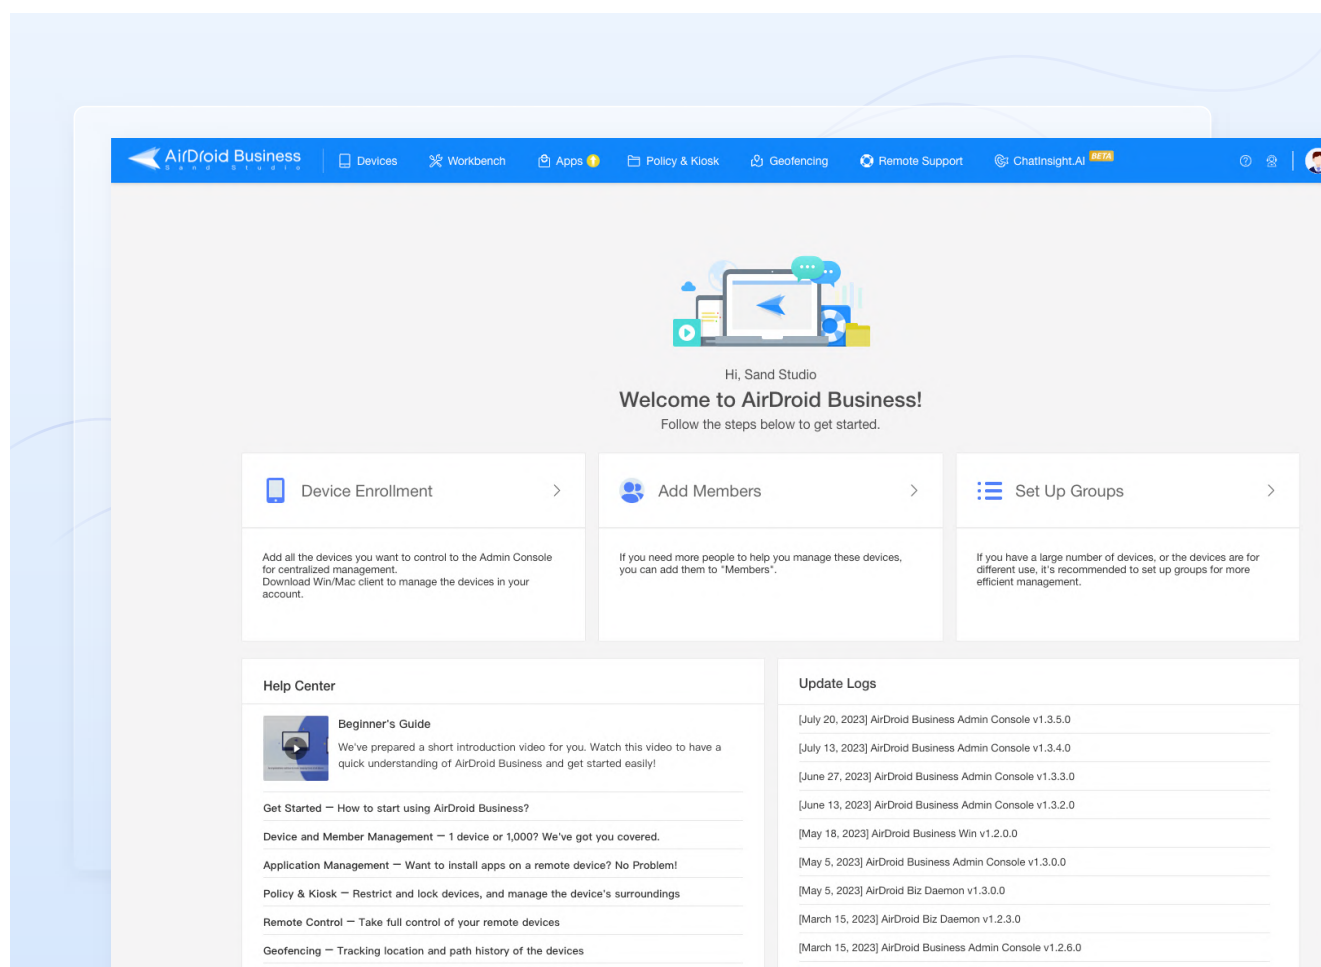 AirDroid Business
Sand Studio
Devices
Workbench
Apps
Policy & Kiosk
Geofencing
Remote Support
ChatInsight.AI
BETA
Hi, Sand Studio
Welcome to AirDroid Business!
Follow the steps below to get started.
Device Enrollment
Add all the devices you want to control to the Admin Console
for centralized management.
Download Win/Mac client to manage the devices in your
account.
Add Members
If you need more people to help you manage these devices,
you can add them to "Members".
Set Up Groups
If you have a large number of devices, or the devices are for
different use, it's recommended to set up groups for more
efficient management.
Help Center
Beginner's Guide
We've prepared a short introduction video for you. Watch this video to have a
quick understanding of AirDroid Business and get started easily!
Get Started — How to start using AirDroid Business?
Device and Member Management — 1 device or 1,000? We've got you covered.
Application Management — Want to install apps on a remote device? No Problem!
Policy & Kiosk — Restrict and lock devices, and manage the device's surroundings
Remote Control — Take full control of your remote devices
Geofencing — Tracking location and path history of the devices
Update Logs
[July 20, 2023] AirDroid Business Admin Console v1.3.5.0
[July 13, 2023] AirDroid Business Admin Console v1.3.4.0
[June 27, 2023] AirDroid Business Admin Console v1.3.3.0
[June 13, 2023] AirDroid Business Admin Console v1.3.2.0
[May 18, 2023] AirDroid Business Win v1.2.0.0
[May 5, 2023] AirDroid Business Admin Console v1.3.0.0
[May 5, 2023] AirDroid Biz Daemon v1.3.0.0
[March 15, 2023] AirDroid Biz Daemon v1.2.3.0
[March 15, 2023] AirDroid Business Admin Console v1.2.6.0